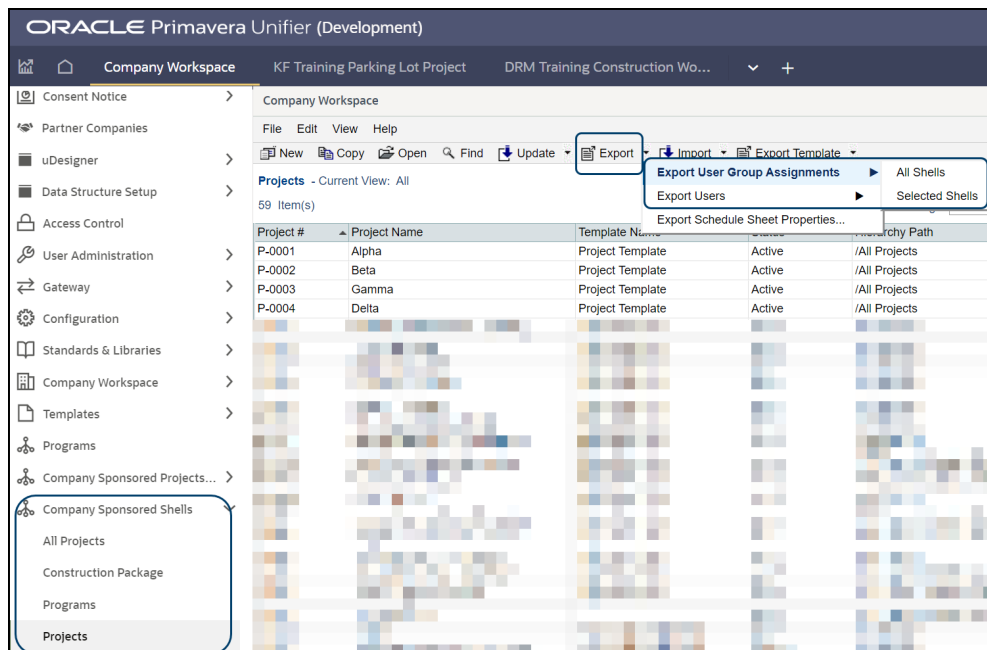 ORACLE Primavera Unifier (Development)
Company Workspace KF Training Parking Lot Project DRM Training Construction Wo...
Consent Notice
Partner Companies
uDesigner
Data Structure Setup
Access Control
User Administration
Gateway
Configuration
Standards & Libraries
Company Workspace
Templates
Programs
Company Sponsored Projects...
Company Sponsored Shells
All Projects
Construction Package
Programs
Projects
Company Workspace
File Edit View Help
New Copy Open Find Update Export Import Export Template
Export User Group Assignments All Shells
Export Users Selected Shells
Export Schedule Sheet Properties...
Projects - Current View: All
59 Item(s)
Project # Project Name Template Name Status Hierarchy Path
P-0001 Alpha Project Template Active /All Projects
P-0002 Beta Project Template Active /All Projects
P-0003 Gamma Project Template Active /All Projects
P-0004 Delta Project Template Active /All Projects